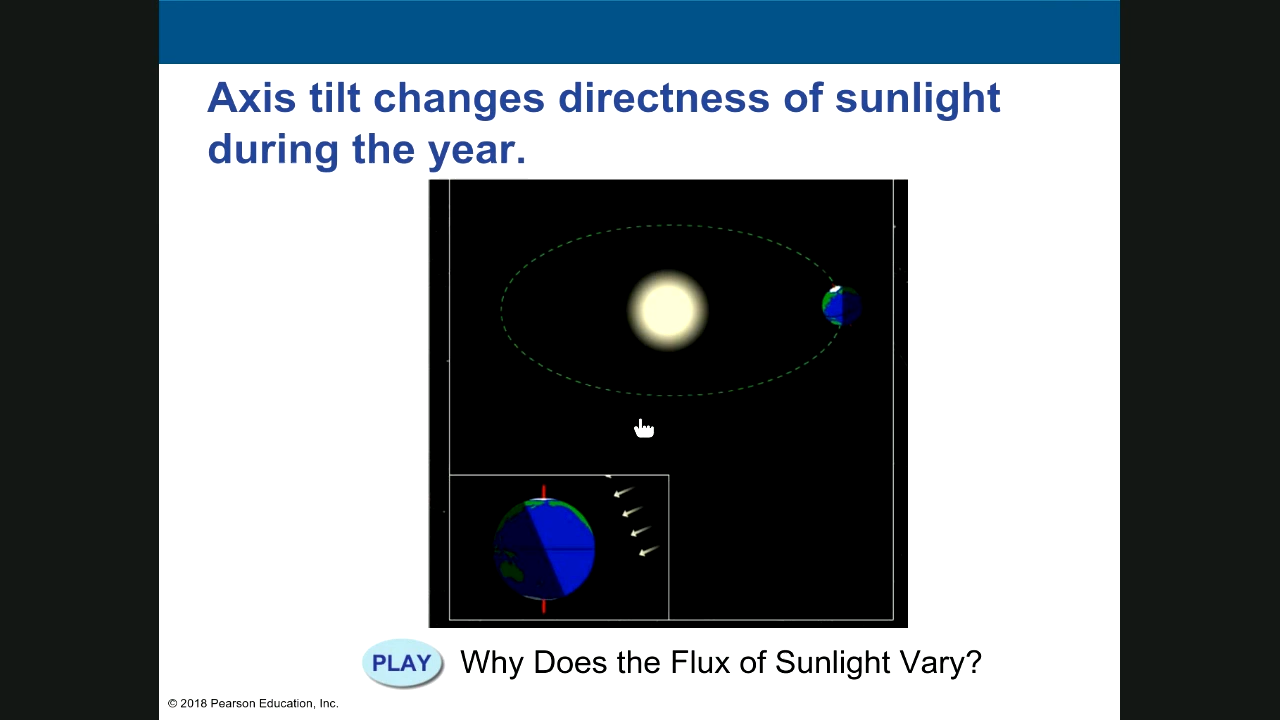 Axis tilt changes directness of sunlight
during the year.
PLAY Why Does the Flux of Sunlight Vary?
© 2018 Pearson Education, Inc.